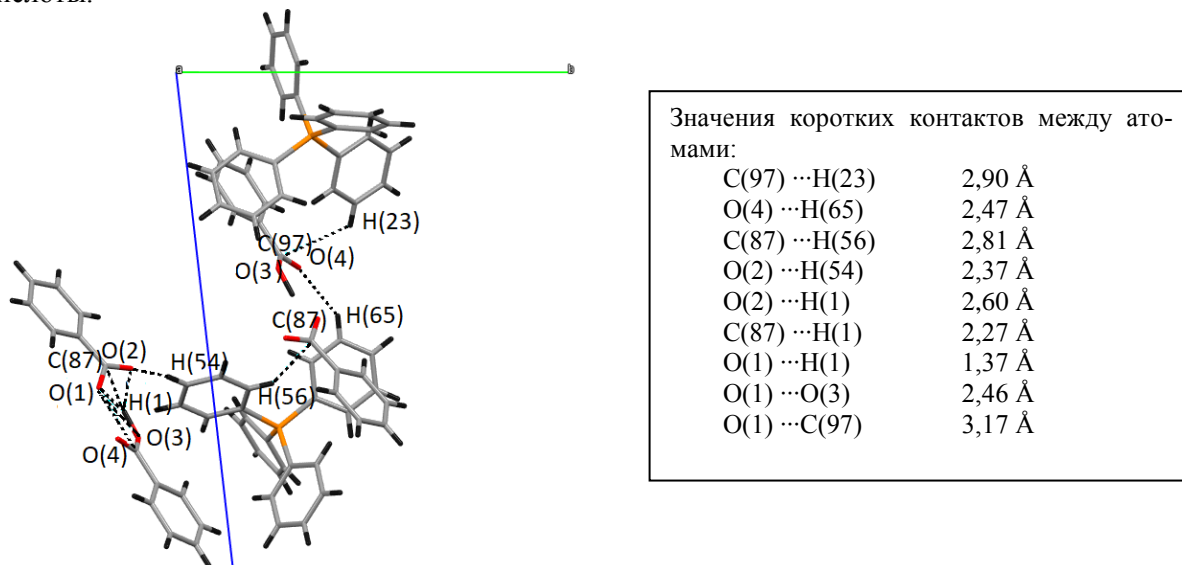 a b
H(23)
C(97) O(4)
O(3)
C(87) H(65)
C(87) O(2) H(54)
O(1) H(1) H(56)
O(4) O(3)
Значения коротких контактов между ато-
мами:
C(97) ···H(23) 2,90 Å
O(4) ···H(65) 2,47 Å
C(87) ···H(56) 2,81 Å
O(2) ···H(54) 2,37 Å
O(2) ···H(1) 2,60 Å
C(87) ···H(1) 2,27 Å
O(1) ···H(1) 1,37 Å
O(1) ···O(3) 2,46 Å
O(1) ···C(97) 3,17 Å